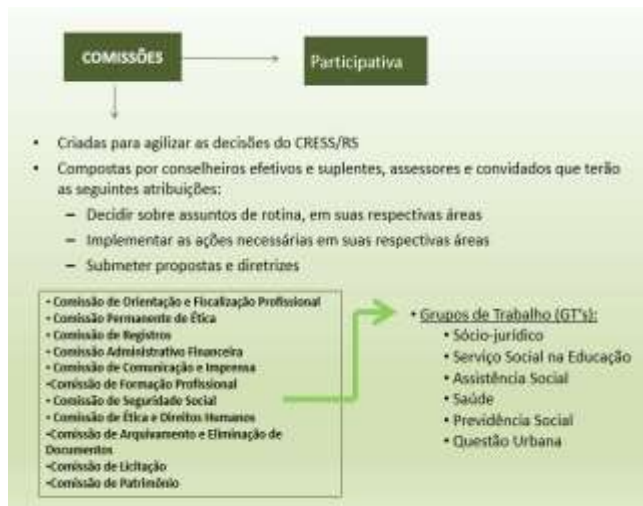 COMISSÕES
Participativa
• Criadas para agilizar as decisões do CRESS/RS
• Compostas por conselheiros efetivos e suplentes, assessores e convidados que terão
as seguintes atribuições:
– Decidir sobre assuntos de rotina, em suas respectivas áreas
– Implementar as ações necessárias em suas respectivas áreas
– Submeter propostas e diretrizes
• Comissão de Orientação e Fiscalização Profissional
• Comissão Permanente de Ética
• Comissão de Registros
• Comissão Administrativo Financeira
• Comissão de Comunicação e Imprensa
•Comissão de Formação Profissional
• Comissão de Seguridade Social
• Comissão de Ética e Direitos Humanos
•Comissão de Arquivamento e Eliminação de
Documentos
•Comissão de Licitação
•Comissão de Patrimônio
• Grupos de Trabalho (GT's):
• Sócio-jurídico
• Serviço Social na Educação
• Assistência Social
• Saúde
• Previdência Social
• Questão Urbana